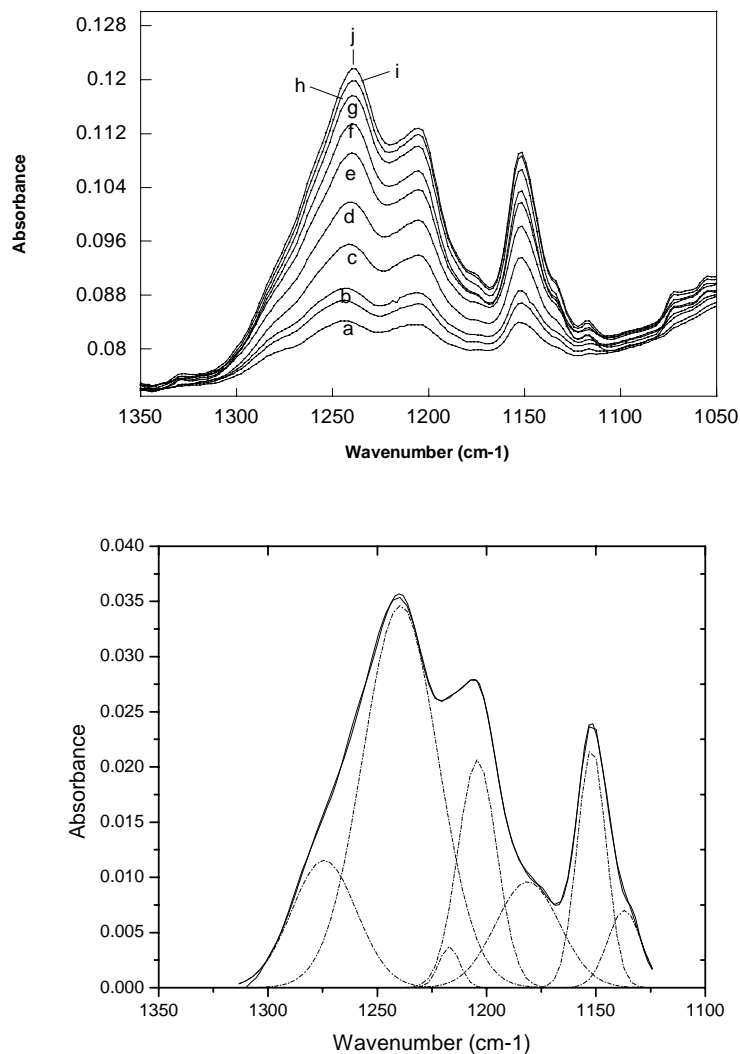 0.128
0.12
0.112
0.104
0.096
0.088
0.08
Absorbance
j
i
h
g
f
e
d
c
b
a
1350 1300 1250 1200 1150 1100 1050
Wavenumber (cm-1)
0.040
0.035
0.030
0.025
0.020
0.015
0.010
0.005
0.000
Absorbance
1350 1300 1250 1200 1150 1100
Wavenumber (cm-1)